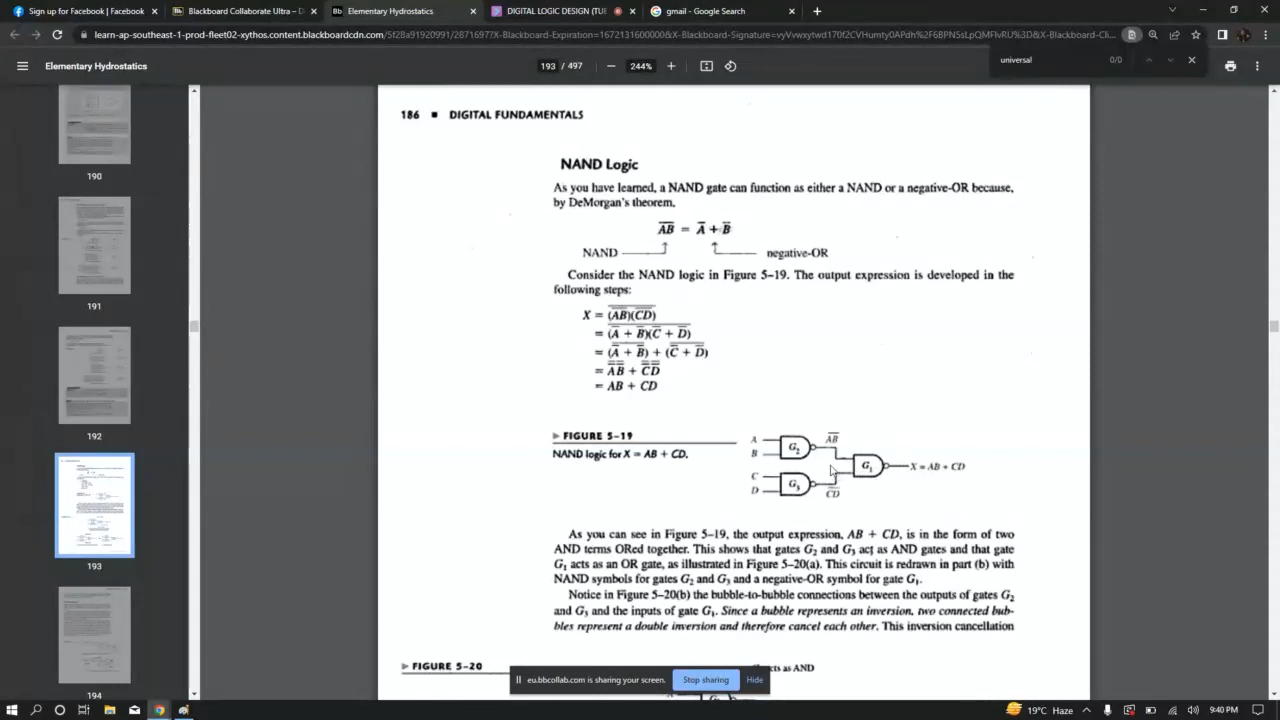 Sign up for Facebook | Facebook
Blackboard Collaborate Ultra – D
Elementary Hydrostatics
DIGITAL LOGIC DESIGN (TUE
gmail - Google Search
Elementary Hydrostatics
193 / 497
244%
universal
0/0
190
191
192
193
194
186 ■ DIGITAL FUNDAMENTALS
NAND Logic
As you have learned, a NAND gate can function as either a NAND or a negative-OR because,
by DeMorgan's theorem,
A̅B̅ = A̅ + B̅
NAND
negative-OR
Consider the NAND logic in Figure 5–19. The output expression is developed in the
following steps:
X = (AB)(CD)
= (A̅ + B̅)(C̅ + D̅)
= (A̅ + B̅) + (C̅ + D̅)
= A̿B̿ + C̿D̿
= AB + CD
▶ FIGURE 5–19
NAND logic for X = AB + CD.
A
B
C
D
G₂
G₃
A̅B̅
C̅D̅
G₁
X = AB + CD
As you can see in Figure 5–19, the output expression, AB + CD, is in the form of two
AND terms ORed together. This shows that gates G₂ and G₃ act as AND gates and that gate
G₁ acts as an OR gate, as illustrated in Figure 5–20(a). This circuit is redrawn in part (b) with
NAND symbols for gates G₂ and G₃ and a negative-OR symbol for gate G₁.
Notice in Figure 5–20(b) the bubble-to-bubble connections between the outputs of gates G₂
and G₃ and the inputs of gate G₁. Since a bubble represents an inversion, two connected bub-
bles represent a double inversion and therefore cancel each other. This inversion cancellation
▶ FIGURE 5–20
as AND
eu.bbcollab.com is sharing your screen.
Stop sharing
Hide
19°C Haze
9:40 PM